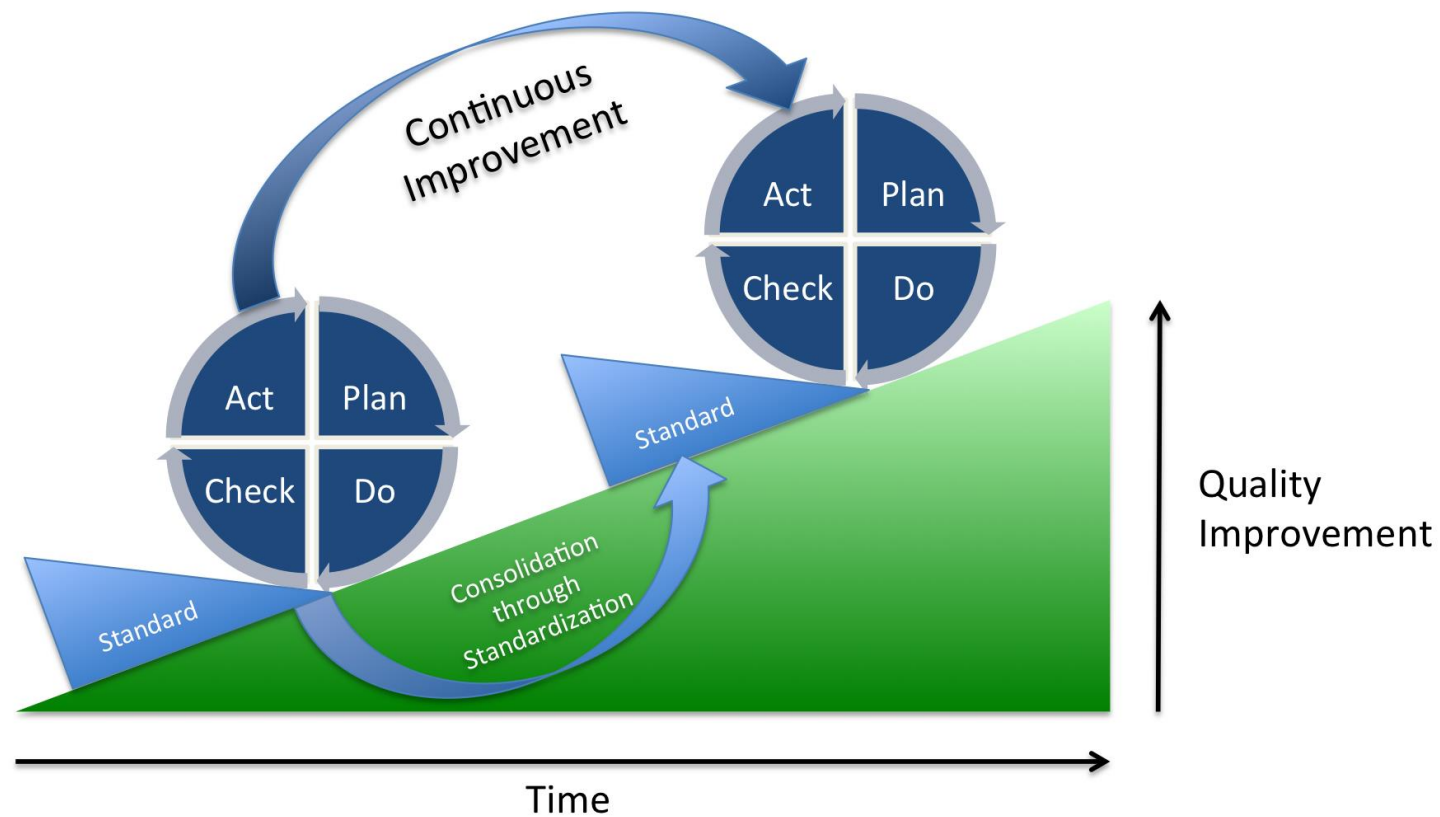 Continuous
Improvement
Act
Plan
Check
Do
Act
Plan
Check
Do
Standard
Standard
Consolidation
through
Standardization
Quality
Improvement
Time